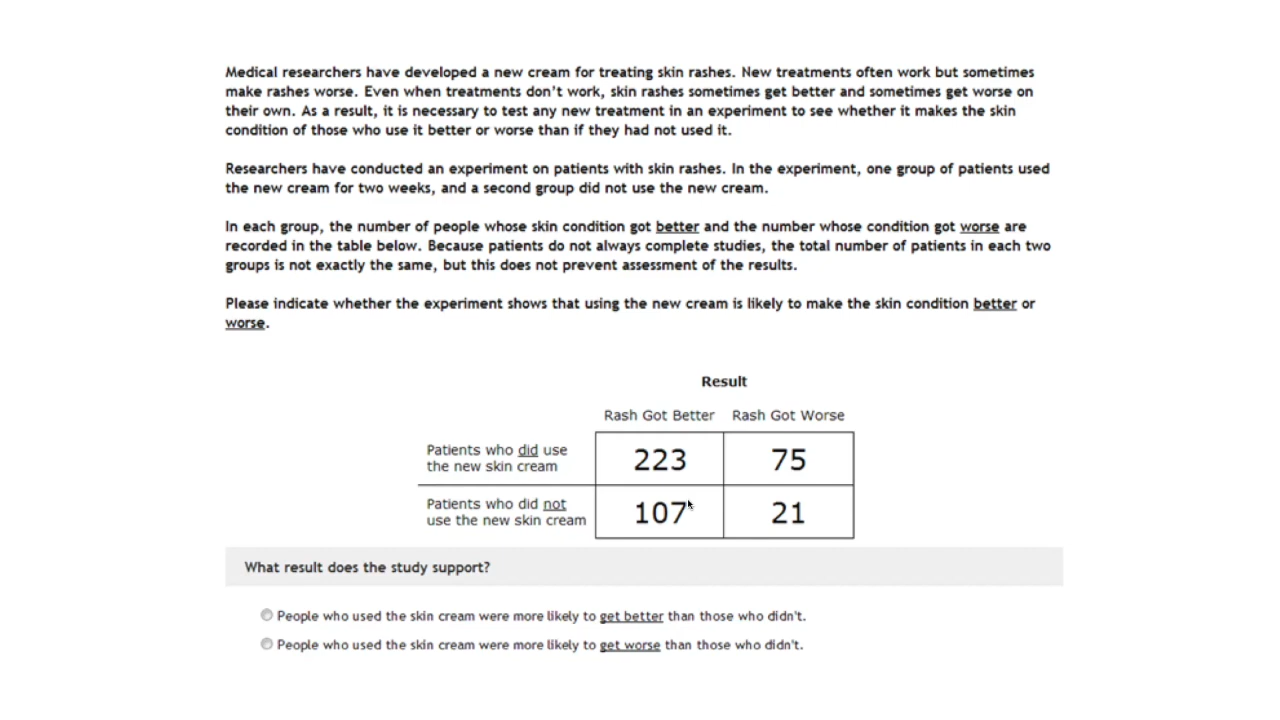 Medical researchers have developed a new cream for treating skin rashes. New treatments often work but sometimes
make rashes worse. Even when treatments don't work, skin rashes sometimes get better and sometimes get worse on
their own. As a result, it is necessary to test any new treatment in an experiment to see whether it makes the skin
condition of those who use it better or worse than if they had not used it.
Researchers have conducted an experiment on patients with skin rashes. In the experiment, one group of patients used
the new cream for two weeks, and a second group did not use the new cream.
In each group, the number of people whose skin condition got better and the number whose condition got worse are
recorded in the table below. Because patients do not always complete studies, the total number of patients in each two
groups is not exactly the same, but this does not prevent assessment of the results.
Please indicate whether the experiment shows that using the new cream is likely to make the skin condition better or
worse.
Result
Rash Got Better Rash Got Worse
Patients who did use
the new skin cream
223 75
Patients who did not
use the new skin cream
107 21
What result does the study support?
People who used the skin cream were more likely to get better than those who didn't.
People who used the skin cream were more likely to get worse than those who didn't.